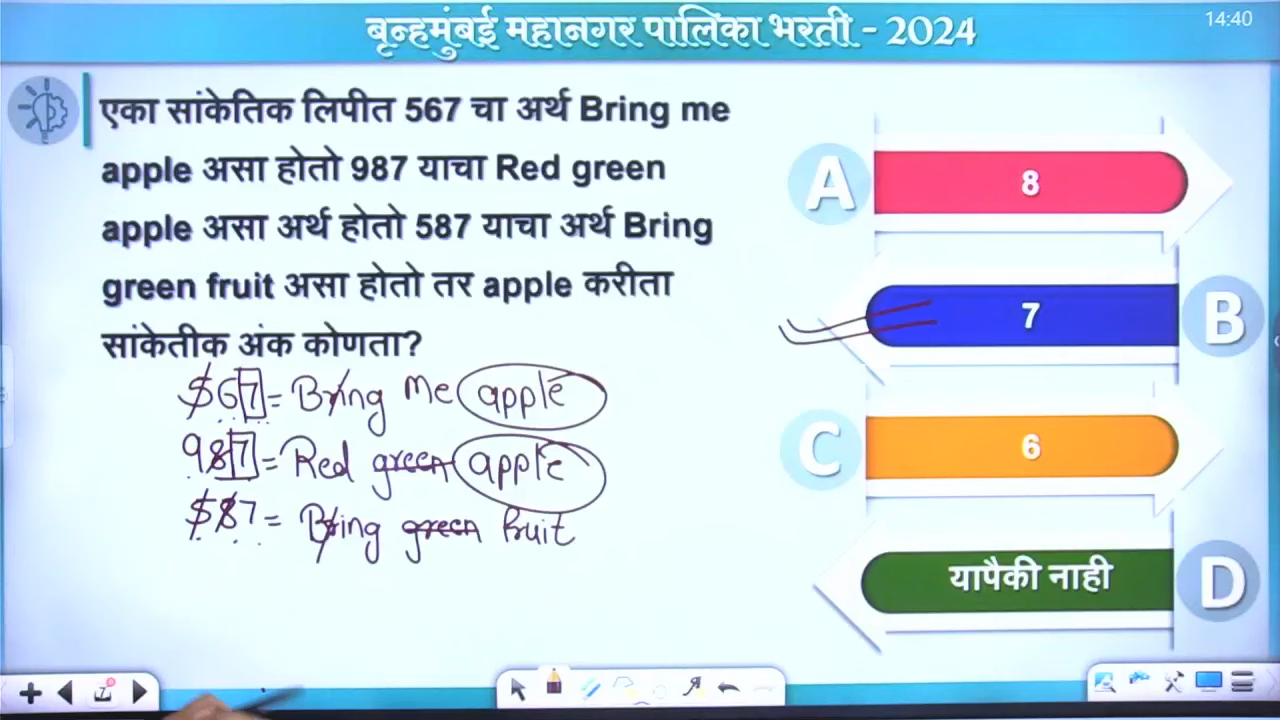 बृहन्मुंबई महानगर पालिका भरती - 2024
14:40
एका सांकेतिक लिपीत 567 चा अर्थ Bring me
apple असा होतो 987 याचा Red green
apple असा अर्थ होतो 587 याचा अर्थ Bring
green fruit असा होतो तर apple करीता
सांकेतीक अंक कोणता?
567 = Bring me apple
987 = Red green apple
587 = Bring green fruit
A 8
7 B
C 6
यापैकी नाही D